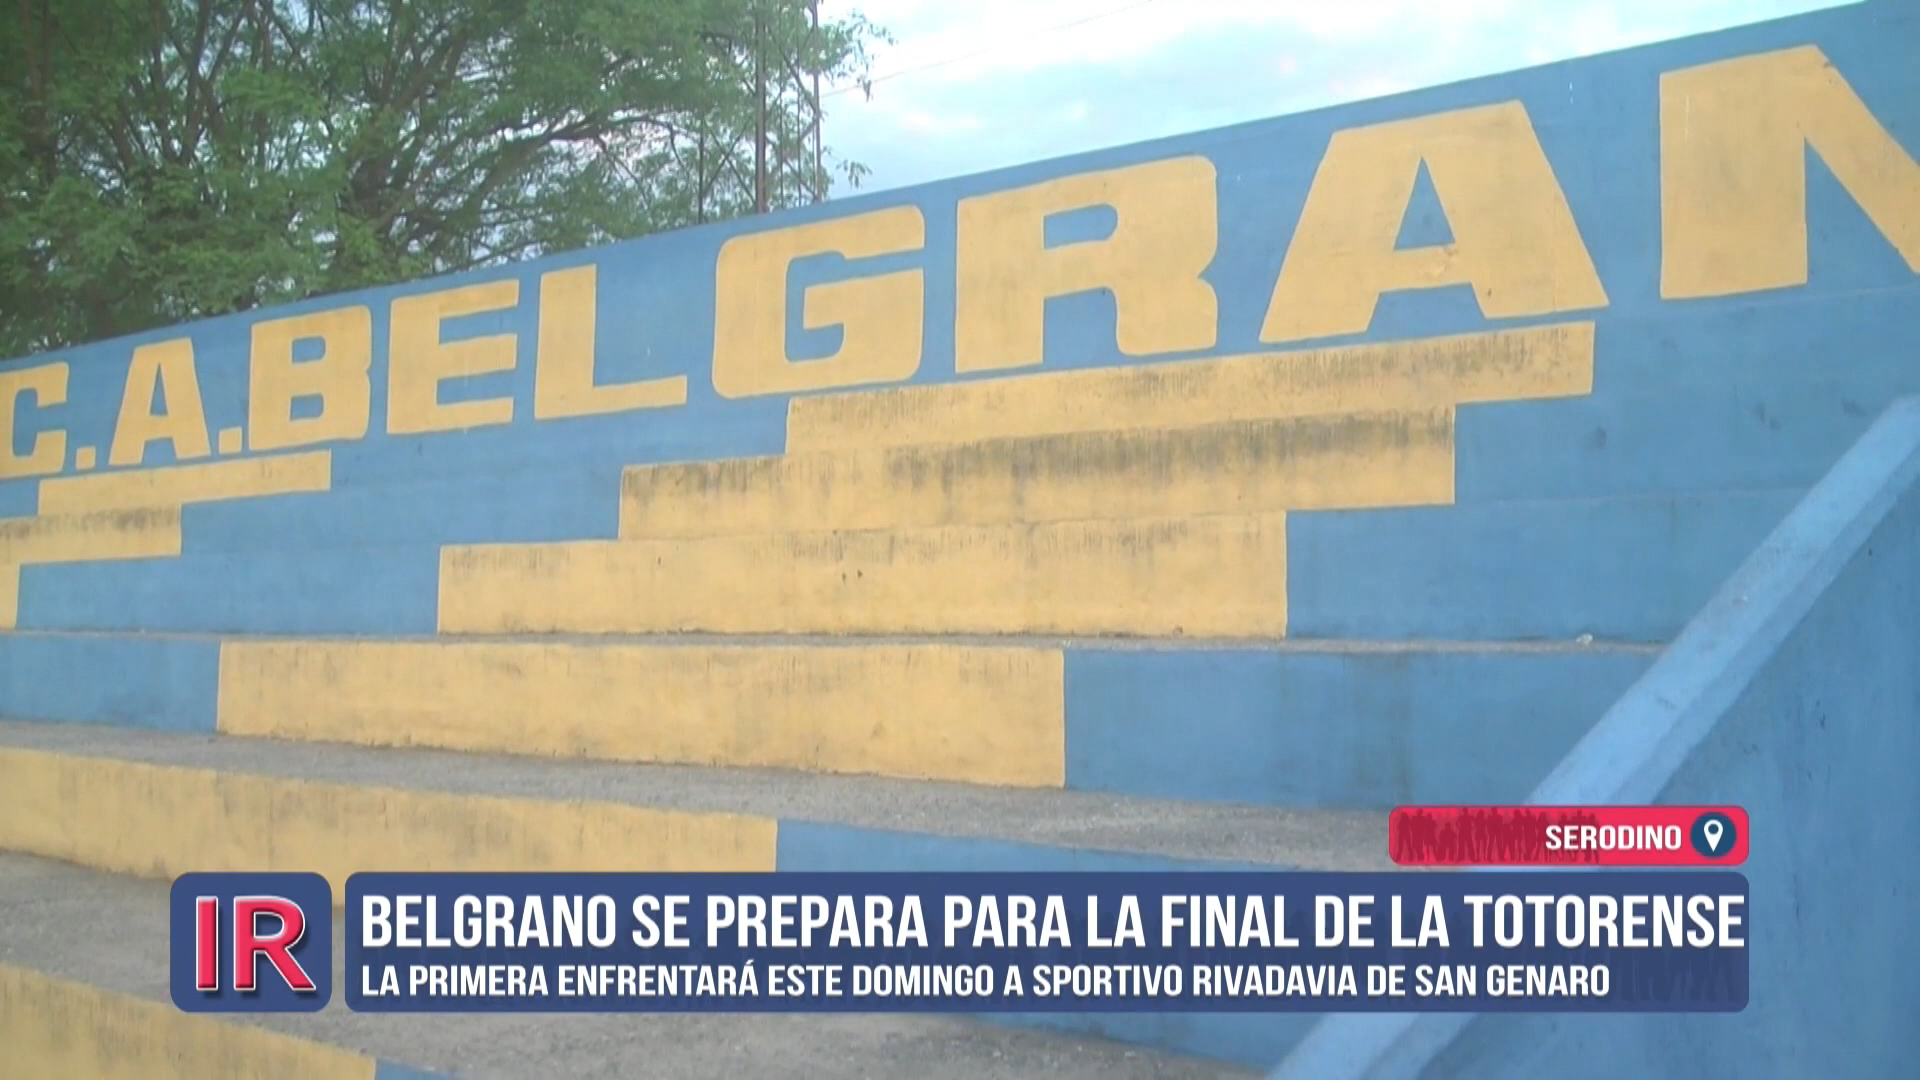 C.A.BELGRAN
SERODINO
IR
BELGRANO SE PREPARA PARA LA FINAL DE LA TOTORENSE
LA PRIMERA ENFRENTARÁ ESTE DOMINGO A SPORTIVO RIVADAVIA DE SAN GENARO